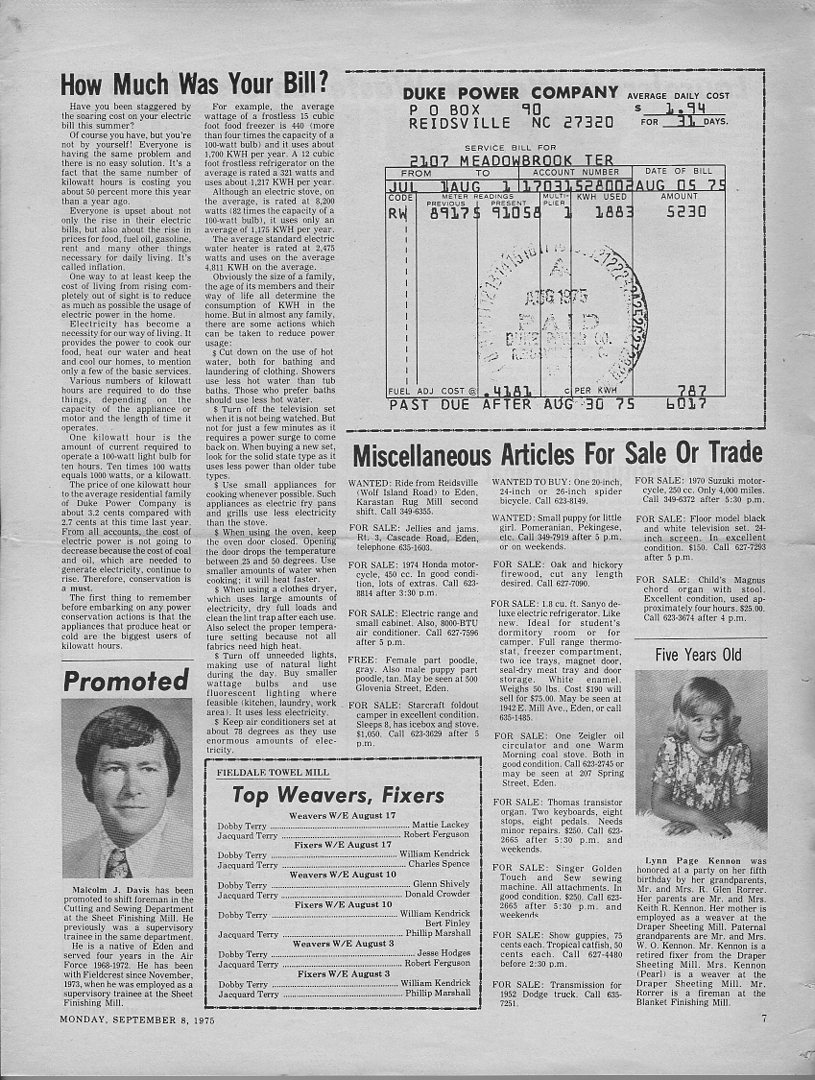 How Much Was Your Bill?
Have you been staggered by
the soaring cost on your electric
bill this summer?
Of course you have, but you're
not by yourself! Everyone is
having the same problem and
there is no easy solution. It's a
fact that the same number of
kilowatt hours is costing you
about 50 percent more this year
than a year ago.
Everyone is upset about not
only the rise in their electric
bills, but also about the rise in
prices for food, fuel oil, gasoline,
rent and many other things
necessary for daily living. It's
called inflation.
One way to at least keep the
cost of living from rising com-
pletely out of sight is to reduce
as much as possible the usage of
electric power in the home.
Electricity has become a
necessity for our way of living. It
provides the power to cook our
food, heat our water and heat
and cool our homes, to mention
only a few of the basic services.
Various numbers of kilowatt
hours are required to do these
things, depending on the
capacity of the appliance or
motor and the length of time it
operates.
One kilowatt hour is the
amount of current required to
operate a 100-watt light bulb for
ten hours. Ten times 100 watts
equals 1000 watts, or a kilowatt.
The price of one kilowatt hour
to the average residential family
of Duke Power Company is
about 3.2 cents compared with
2.7 cents at this time last year.
From all accounts, the cost of
electric power is not going to
decrease because the cost of coal
and oil, which are needed to
generate electricity, continue to
rise. Therefore, conservation is
a must.
The first thing to remember
before embarking on any power
conservation actions is that the
appliances that produce heat or
cold are the biggest users of
kilowatt hours.
For example, the average
wattage of a frostless 15 cubic
foot food freezer is 440 (more
than four times the capacity of a
100-watt bulb) and it uses about
1,700 KWH per year. A 12 cubic
foot frostless refrigerator on the
average is rated a 321 watts and
uses about 1,217 KWH per year.
Although an electric stove, on
the average, is rated at 8,200
watts (82 times the capacity of a
100-watt bulb), it uses only an
average of 1,175 KWH per year.
The average standard electric
water heater is rated at 2,475
watts and uses on the average
4,811 KWH on the average.
Obviously the size of a family,
the age of its members and their
way of life all determine the
consumption of KWH in the
home. But in almost any family,
there are some actions which
can be taken to reduce power
usage:
$ Cut down on the use of hot
water, both for bathing and
laundering of clothing. Showers
use less hot water than tub
baths. Those who prefer baths
should use less hot water.
$ Turn off the television set
when it is not being watched. But
not for just a few minutes as it
requires a power surge to come
back on. When buying a new set,
look for the solid state type as it
uses less power than older tube
types.
$ Use small appliances for
cooking whenever possible. Such
appliances as electric fry pans
and grills use less electricity
than the stove.
$ When using the oven, keep
the oven door closed. Opening
the door drops the temperature
between 25 and 50 degrees. Use
smaller amounts of water when
cooking; it will heat faster.
$ When using a clothes dryer,
which uses large amounts of
electricity, dry full loads and
clean the lint trap after each use.
Also select the proper tempera-
ture setting because not all
fabrics need high heat.
$ Turn off unneeded lights,
making use of natural light
during the day. Buy smaller
wattage bulbs and use
fluorescent lighting where
feasible (kitchen, laundry, work
area). It uses less electricity.
$ Keep air conditioners set at
about 78 degrees as they use
enormous amounts of elec-
tricity.
DUKE POWER COMPANY
P O BOX 90
REIDSVILLE NC 27320
AVERAGE DAILY COST
$ 1.94
FOR 31 DAYS.
SERVICE BILL FOR
2107 MEADOWBROOK TER
FROM TO ACCOUNT NUMBER DATE OF BILL
JUL 1 AUG 1 1703152800 2 AUG 05 75
CODE METER READINGS PREVIOUS PRESENT MULTI-PLIER KWH USED AMOUNT
RW 89175 91058 1 1883 5230
AUG 1975
PAID
DUKE POWER CO.
FUEL ADJ COST @ .4181 c PER KWH 787
PAST DUE AFTER AUG 30 75 6017
Miscellaneous Articles For Sale Or Trade
WANTED: Ride from Reidsville
(Wolf Island Road) to Eden,
Karastan Rug Mill second
shift. Call 349-6355.
FOR SALE: Jellies and jams.
Rt. 3, Cascade Road, Eden,
telephone 635-1603.
FOR SALE: 1974 Honda motor-
cycle, 450 cc. In good condi-
tion, lots of extras. Call 623-
8814 after 3:30 p.m.
FOR SALE: Electric range and
small cabinet. Also, 8000-BTU
air conditioner. Call 627-7596
after 5 p.m.
FREE: Female part poodle,
gray. Also male puppy part
poodle, tan. May be seen at 500
Glovenia Street, Eden.
FOR SALE: Starcraft foldout
camper in excellent condition.
Sleeps 8, has icebox and stove.
$1,050. Call 623-3629 after 5
p.m.
WANTED TO BUY: One 20-inch,
24-inch or 26-inch spider
bicycle. Call 623-8149.
WANTED: Small puppy for little
girl. Pomeranian, Pekingese,
etc. Call 349-7919 after 5 p.m.
or on weekends.
FOR SALE: Oak and hickory
firewood, cut any length
desired. Call 627-7090.
FOR SALE: 1.8 cu. ft. Sanyo de-
luxe electric refrigerator. Like
new. Ideal for student's
dormitory room or for
camper. Full range thermo-
stat, freezer compartment,
two ice trays, magnet door,
seal-dry meat tray and door
storage. White enamel.
Weighs 50 lbs. Cost $190 will
sell for $75.00. May be seen at
1942 E. Mill Ave., Eden, or call
635-1485.
FOR SALE: One Zeigler oil
circulator and one Warm
Morning coal stove. Both in
good condition. Call 623-2745 or
may be seen at 207 Spring
Street, Eden.
FOR SALE: Thomas transistor
organ. Two keyboards, eight
stops, eight pedals. Needs
minor repairs. $250. Call 623-
2665 after 5:30 p.m. and
weekends.
FOR SALE: Singer Golden
Touch and Sew sewing
machine. All attachments. In
good condition. $250. Call 623-
2665 after 5:30 p.m. and
weekends
FOR SALE: Show guppies, 75
cents each. Tropical catfish, 50
cents each. Call 627-4480
before 2:30 p.m.
FOR SALE: Transmission for
1952 Dodge truck. Call 635-
7251.
FOR SALE: 1970 Suzuki motor-
cycle, 250 cc. Only 4,000 miles.
Call 349-6372 after 5:30 p.m.
FOR SALE: Floor model black
and white television set. 24-
inch screen. In excellent
condition. $150. Call 627-7293
after 5 p.m.
FOR SALE: Child's Magnus
chord organ with stool.
Excellent condition, used ap-
proximately four hours. $25.00.
Call 623-3674 after 4 p.m.
Five Years Old
Lynn Page Kennon was
honored at a party on her fifth
birthday by her grandparents,
Mr. and Mrs. R. Glen Rorrer.
Her parents are Mr. and Mrs.
Keith R. Kennon. Her mother is
employed as a weaver at the
Draper Sheeting Mill. Paternal
grandparents are Mr. and Mrs.
W. O. Kennon. Mr. Kennon is a
retired fixer from the Draper
Sheeting Mill. Mrs. Kennon
(Pearl) is a weaver at the
Draper Sheeting Mill. Mr.
Rorrer is a fireman at the
Blanket Finishing Mill.
Promoted
Malcolm J. Davis has been
promoted to shift foreman in the
Cutting and Sewing Department
at the Sheet Finishing Mill. He
previously was a supervisory
trainee in the same department.
He is a native of Eden and
served four years in the Air
Force 1968-1972. He has been
with Fieldcrest since November,
1973, when he was employed as a
supervisory trainee at the Sheet
Finishing Mill.
FIELDALE TOWEL MILL
Top Weavers, Fixers
Weavers W/E August 17
Dobby Terry Mattie Lackey
Jacquard Terry Robert Ferguson
Fixers W/E August 17
Dobby Terry William Kendrick
Jacquard Terry Charles Spence
Weavers W/E August 10
Dobby Terry Glenn Shively
Jacquard Terry Donald Crowder
Fixers W/E August 10
Dobby Terry William Kendrick
Bert Finley
Jacquard Terry Phillip Marshall
Weavers W/E August 3
Dobby Terry Jesse Hodges
Jacquard Terry Robert Ferguson
Fixers W/E August 3
Dobby Terry William Kendrick
Jacquard Terry Phillip Marshall
MONDAY, SEPTEMBER 8, 1975
7